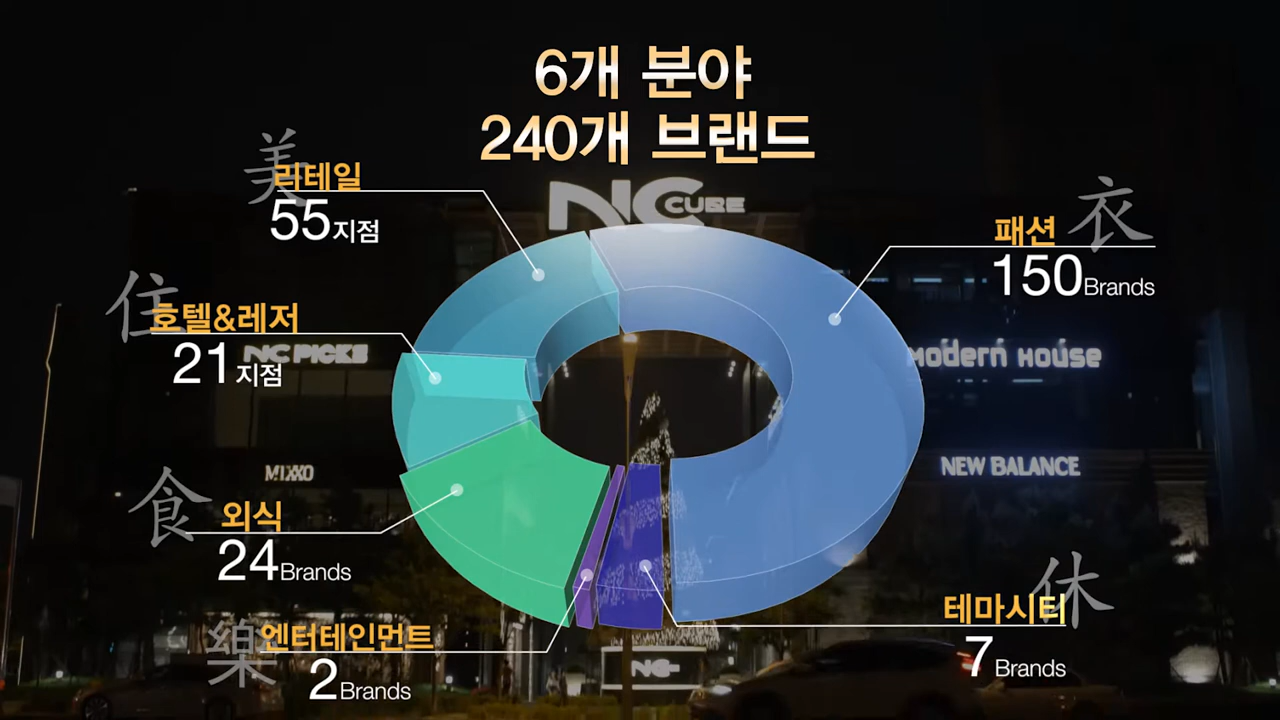 6개 분야
240개 브랜드
美
리테일
55지점
衣
패션
150Brands
住
호텔&레저
21지점
食
외식
24Brands
樂
엔터테인먼트
2Brands
休
테마시티
7Brands
NC CUBE
NC PICKS
MODERN HOUSE
MIXXO
NEW BALANCE
NC